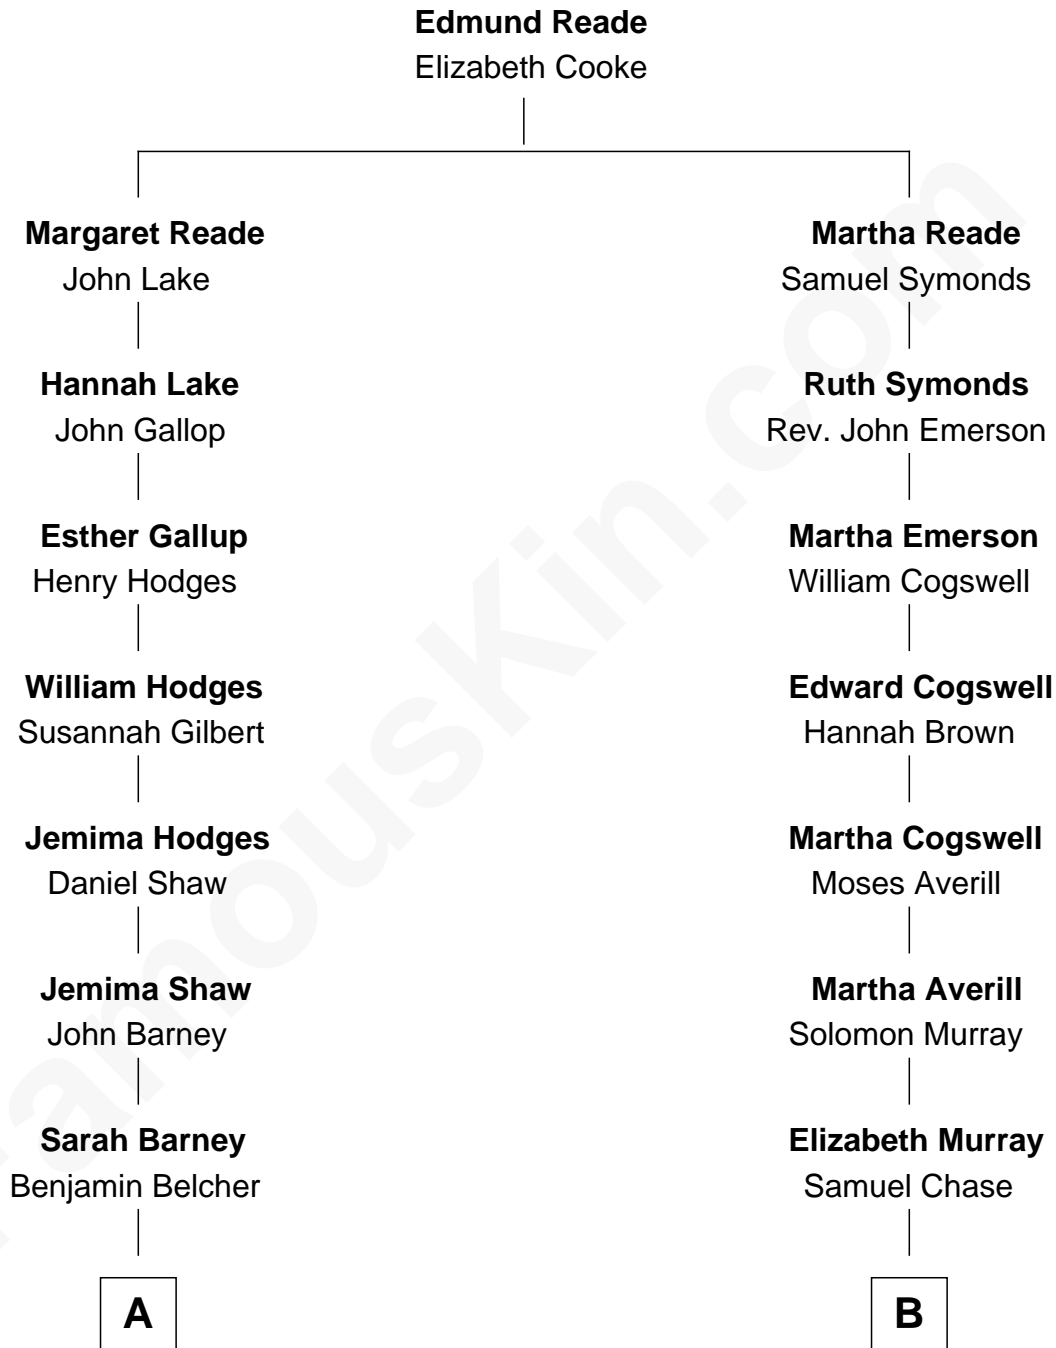 Edmund Reade
Elizabeth Cooke
Margaret Reade
John Lake
Hannah Lake
John Gallop
Esther Gallup
Henry Hodges
William Hodges
Susannah Gilbert
Jemima Hodges
Daniel Shaw
Jemima Shaw
John Barney
Sarah Barney
Benjamin Belcher
A
Martha Reade
Samuel Symonds
Ruth Symonds
Rev. John Emerson
Martha Emerson
William Cogswell
Edward Cogswell
Hannah Brown
Martha Cogswell
Moses Averill
Martha Averill
Solomon Murray
Elizabeth Murray
Samuel Chase
B
FamousKin.com